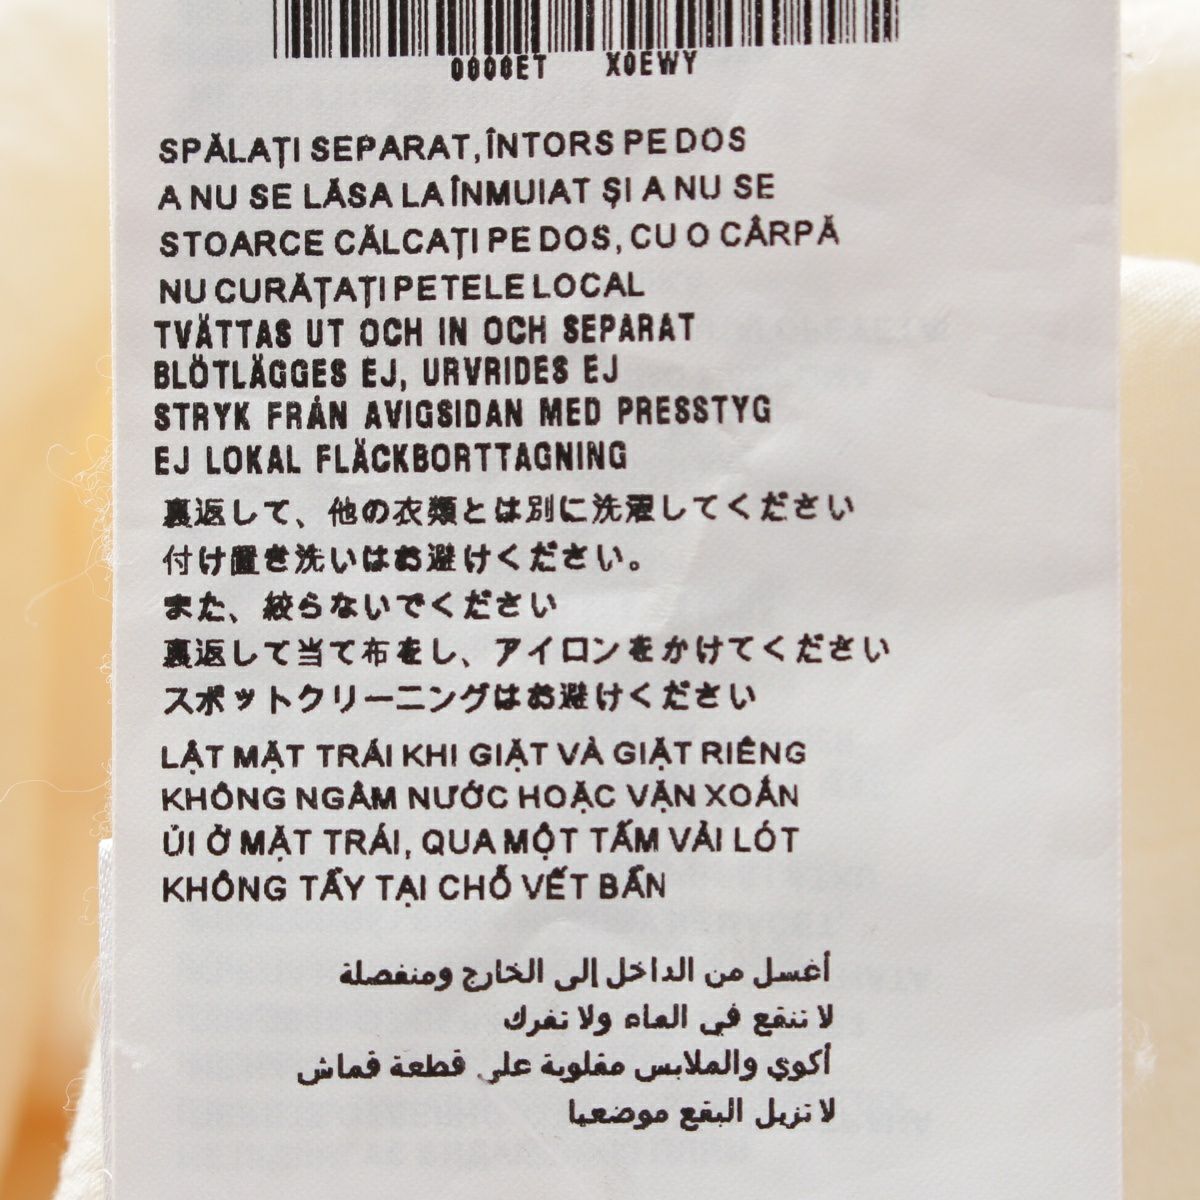 0008ET X0EWY
SPĂLAȚI SEPARAT, ÎNTORS PE DOS
A NU SE LĂSA LA ÎNMUIAT ȘI A NU SE
STOARCE CĂLCAȚI PE DOS, CU O CÂRPĂ
NU CURĂȚAȚI PETELE LOCAL
TVÄTTAS UT OCH IN OCH SEPARAT
BLÖTLÄGGES EJ, URVRIDES EJ
STRYK FRÅN AVIGSIDAN MED PRESSTYG
EJ LOKAL FLÄCKBORTTAGNING
裏返して、他の衣類とは別に洗濯してください
付け置き洗いはお避けください。
また、絞らないでください
裏返して当て布をし、アイロンをかけてください
スポットクリーニングはお避けください
LẬT MẶT TRÁI KHI GIẶT VÀ GIẶT RIÊNG
KHÔNG NGÂM NƯỚC HOẶC VẶN XOẮN
ỦI Ở MẶT TRÁI, QUA MỘT TẤM VẢI LÓT
KHÔNG TẨY TẠI CHỖ VẾT BẨN
أغسل من الداخل إلى الخارج ومنفصلة
لا تنقع في الماء ولا تفرك
أكوي والملابس مقلوبة على قطعة قماش
لا تزيل البقع موضعيا